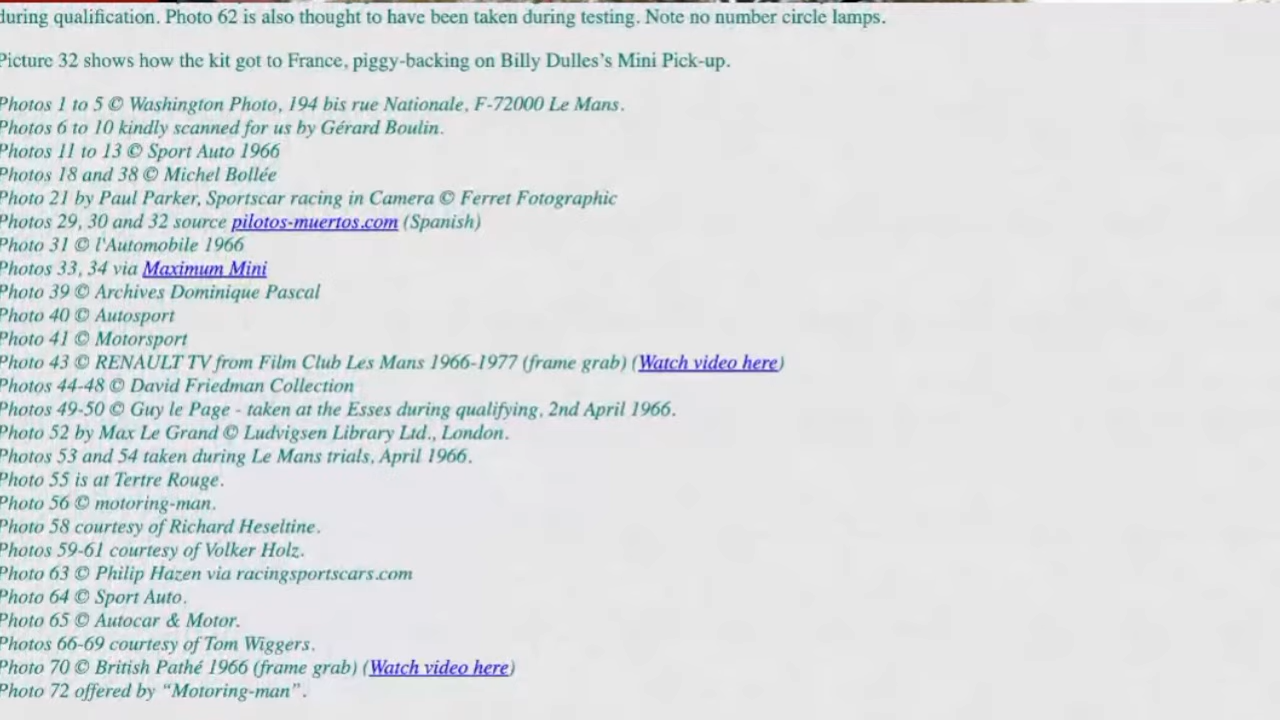 during qualification. Photo 62 is also thought to have been taken during testing. Note no number circle lamps.
Picture 32 shows how the kit got to France, piggy-backing on Billy Dulles’s Mini Pick-up.
Photos 1 to 5 © Washington Photo, 194 bis rue Nationale, F-72000 Le Mans.
Photos 6 to 10 kindly scanned for us by Gérard Boulin.
Photos 11 to 13 © Sport Auto 1966
Photos 18 and 38 © Michel Bollée
Photo 21 by Paul Parker, Sportscar racing in Camera © Ferret Fotographic
Photos 29, 30 and 32 source pilotos-muertos.com (Spanish)
Photo 31 © l'Automobile 1966
Photos 33, 34 via Maximum Mini
Photo 39 © Archives Dominique Pascal
Photo 40 © Autosport
Photo 41 © Motorsport
Photo 43 © RENAULT TV from Film Club Les Mans 1966-1977 (frame grab) (Watch video here)
Photos 44-48 © David Friedman Collection
Photos 49-50 © Guy le Page - taken at the Esses during qualifying, 2nd April 1966.
Photo 52 by Max Le Grand © Ludvigsen Library Ltd., London.
Photos 53 and 54 taken during Le Mans trials, April 1966.
Photo 55 is at Tertre Rouge.
Photo 56 © motoring-man.
Photo 58 courtesy of Richard Heseltine.
Photos 59-61 courtesy of Volker Holz.
Photo 63 © Philip Hazen via racingsportscars.com
Photo 64 © Sport Auto.
Photo 65 © Autocar & Motor.
Photos 66-69 courtesy of Tom Wiggers.
Photo 70 © British Pathé 1966 (frame grab) (Watch video here)
Photo 72 offered by “Motoring-man”.